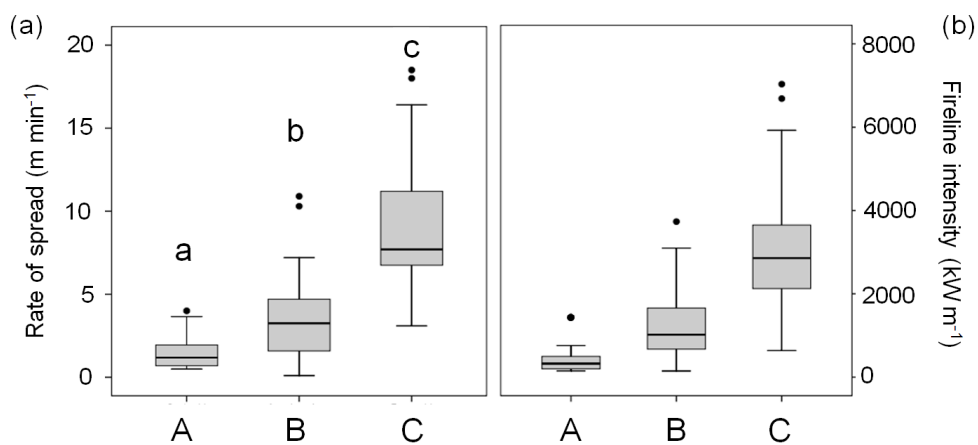 (a)
Rate of spread (m min-1)
20
15
10
5
0
a
b
c
A
B
C
(b)
Fireline intensity (kW m-1)
8000
6000
4000
2000
0
A
B
C